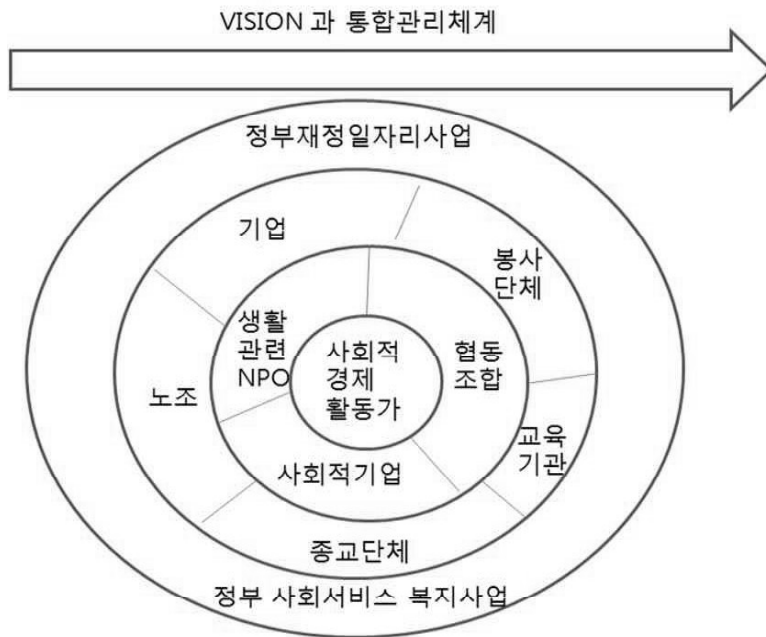 VISION 과 통합관리체계
정부재정일자리사업
기업
봉사
단체
생활
관련
NPO
사회적
경제
활동가
협동
조합
노조
교육
기관
사회적기업
종교단체
정부 사회서비스 복지사업